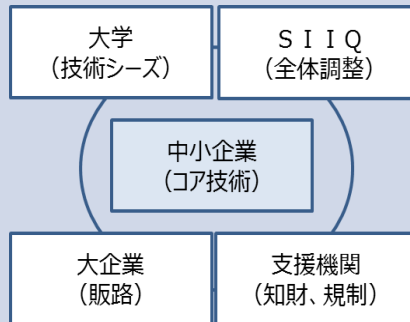 大学
(技術シーズ)
ＳＩＩＱ
(全体調整)
中小企業
(コア技術)
大企業
(販路)
支援機関
(知財、規制)